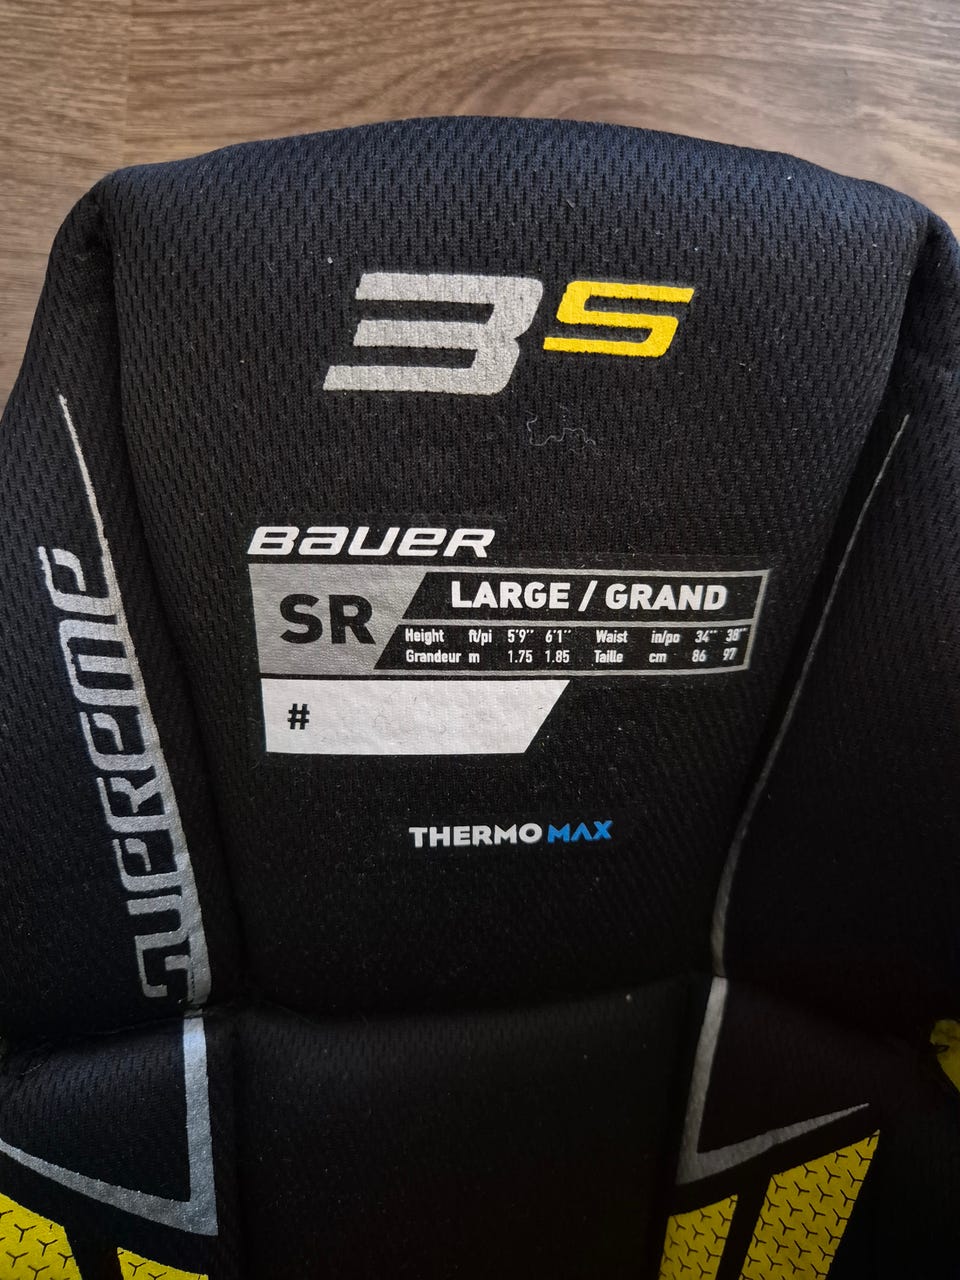 3S
BAUER
SR
LARGE / GRAND
Height ft/pi 5'9" 6'1" Waist in/po 34" 38"
Grandeur m 1.75 1.85 Taille cm 86 97
#
THERMOMAX
SUPREME